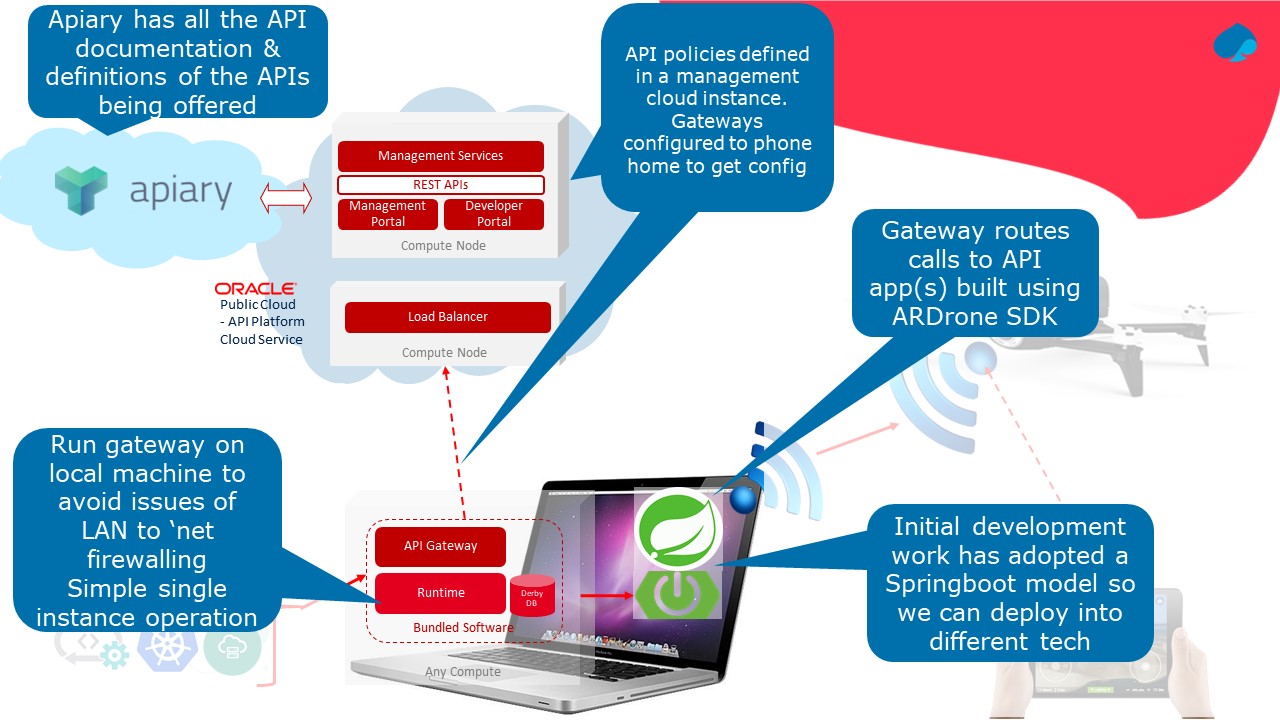 Apiary has all the API
documentation &
definitions of the APIs
being offered
API policies defined
in a management
cloud instance.
Gateways
configured to phone
home to get config
apiary
Management Services
REST APIs
Management
Portal
Developer
Portal
Compute Node
ORACLE
Public Cloud
- API Platform
Cloud Service
Load Balancer
Compute Node
Gateway routes
calls to API
app(s) built using
ARDrone SDK
Run gateway on
local machine to
avoid issues of
LAN to ‘net
firewalling
Simple single
instance operation
API Gateway
Runtime
Derby
DB
Bundled Software
Any Compute
Initial development
work has adopted a
Springboot model so
we can deploy into
different tech